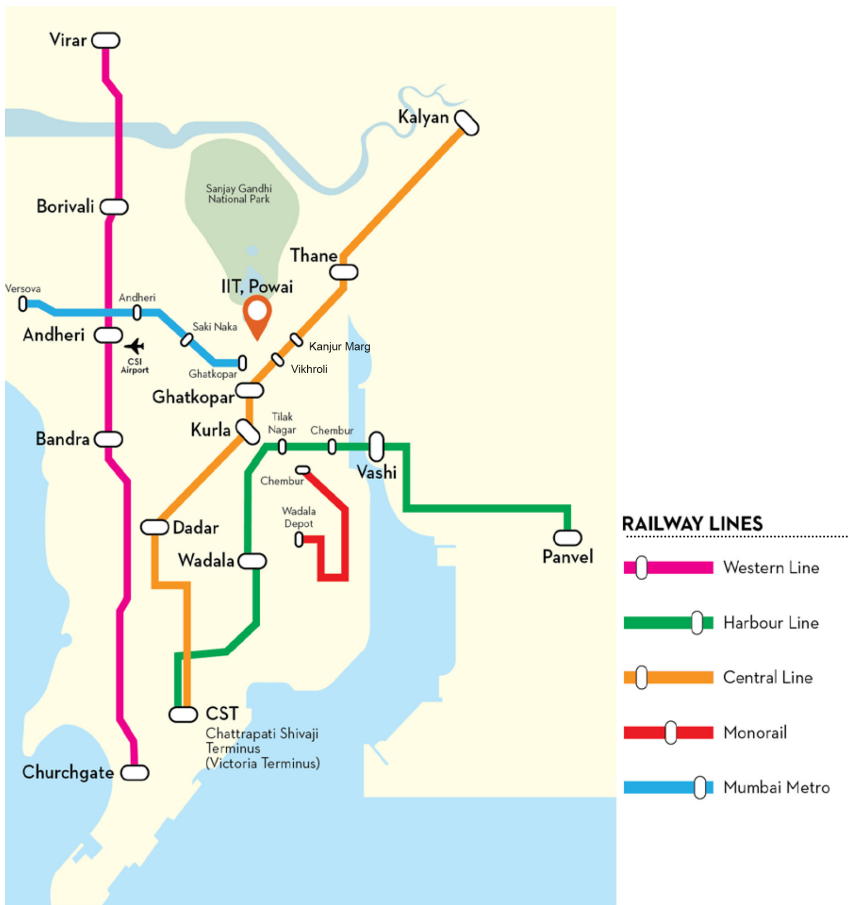 Virar
Kalyan
Sanjay Gandhi
National Park
Borivali
Thane
IIT, Powai
Versova
Andheri
Saki Naka
Andheri
CSI
Airport
Kanjur Marg
Vikhroli
Ghatkopar
Ghatkopar
Tilak
Nagar
Chembur
Kurla
Bandra
Vashi
Chembur
Wadala
Depot
Dadar
Wadala
Panvel
CST
Chattrapati Shivaji
Terminus
(Victoria Terminus)
Churchgate
RAILWAY LINES
Western Line
Harbour Line
Central Line
Monorail
Mumbai Metro